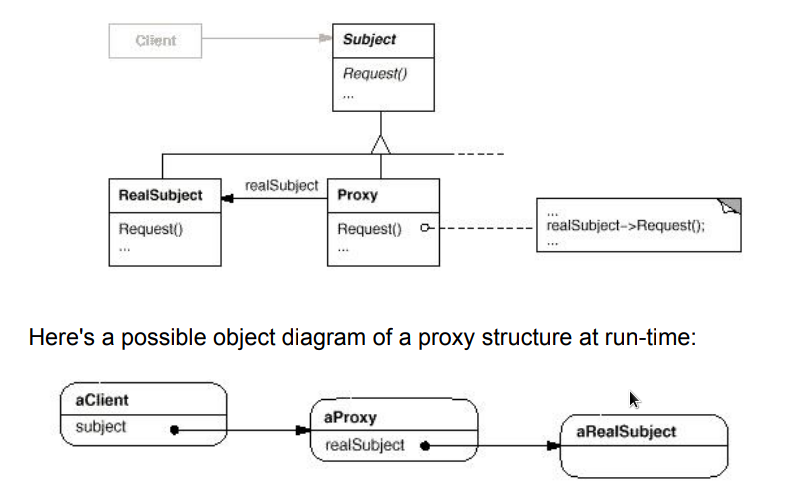 Client
Subject
Request()
...
RealSubject
Request()
...
realSubject
Proxy
Request()
...
...
realSubject->Request();
...
Here's a possible object diagram of a proxy structure at run-time:
aClient
subject
aProxy
realSubject
aRealSubject